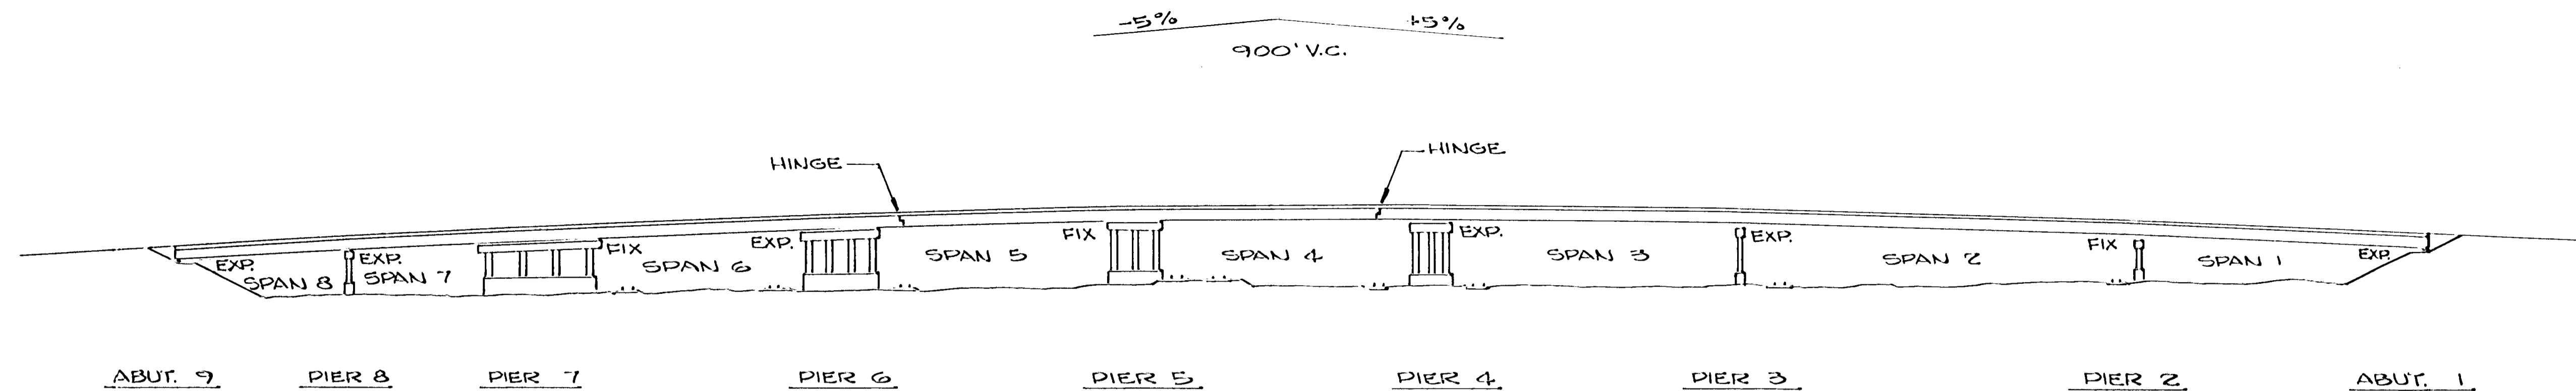 -5% +5%
900' V.C.
HINGE HINGE
EXP. SPAN 8 EXP. SPAN 7 FIX SPAN 6 EXP. SPAN 5 FIX SPAN 4 EXP. SPAN 3 EXP. SPAN 2 FIX SPAN 1 EXP.
ABUT. 9 PIER 8 PIER 7 PIER 6 PIER 5 PIER 4 PIER 3 PIER 2 ABUT. 1